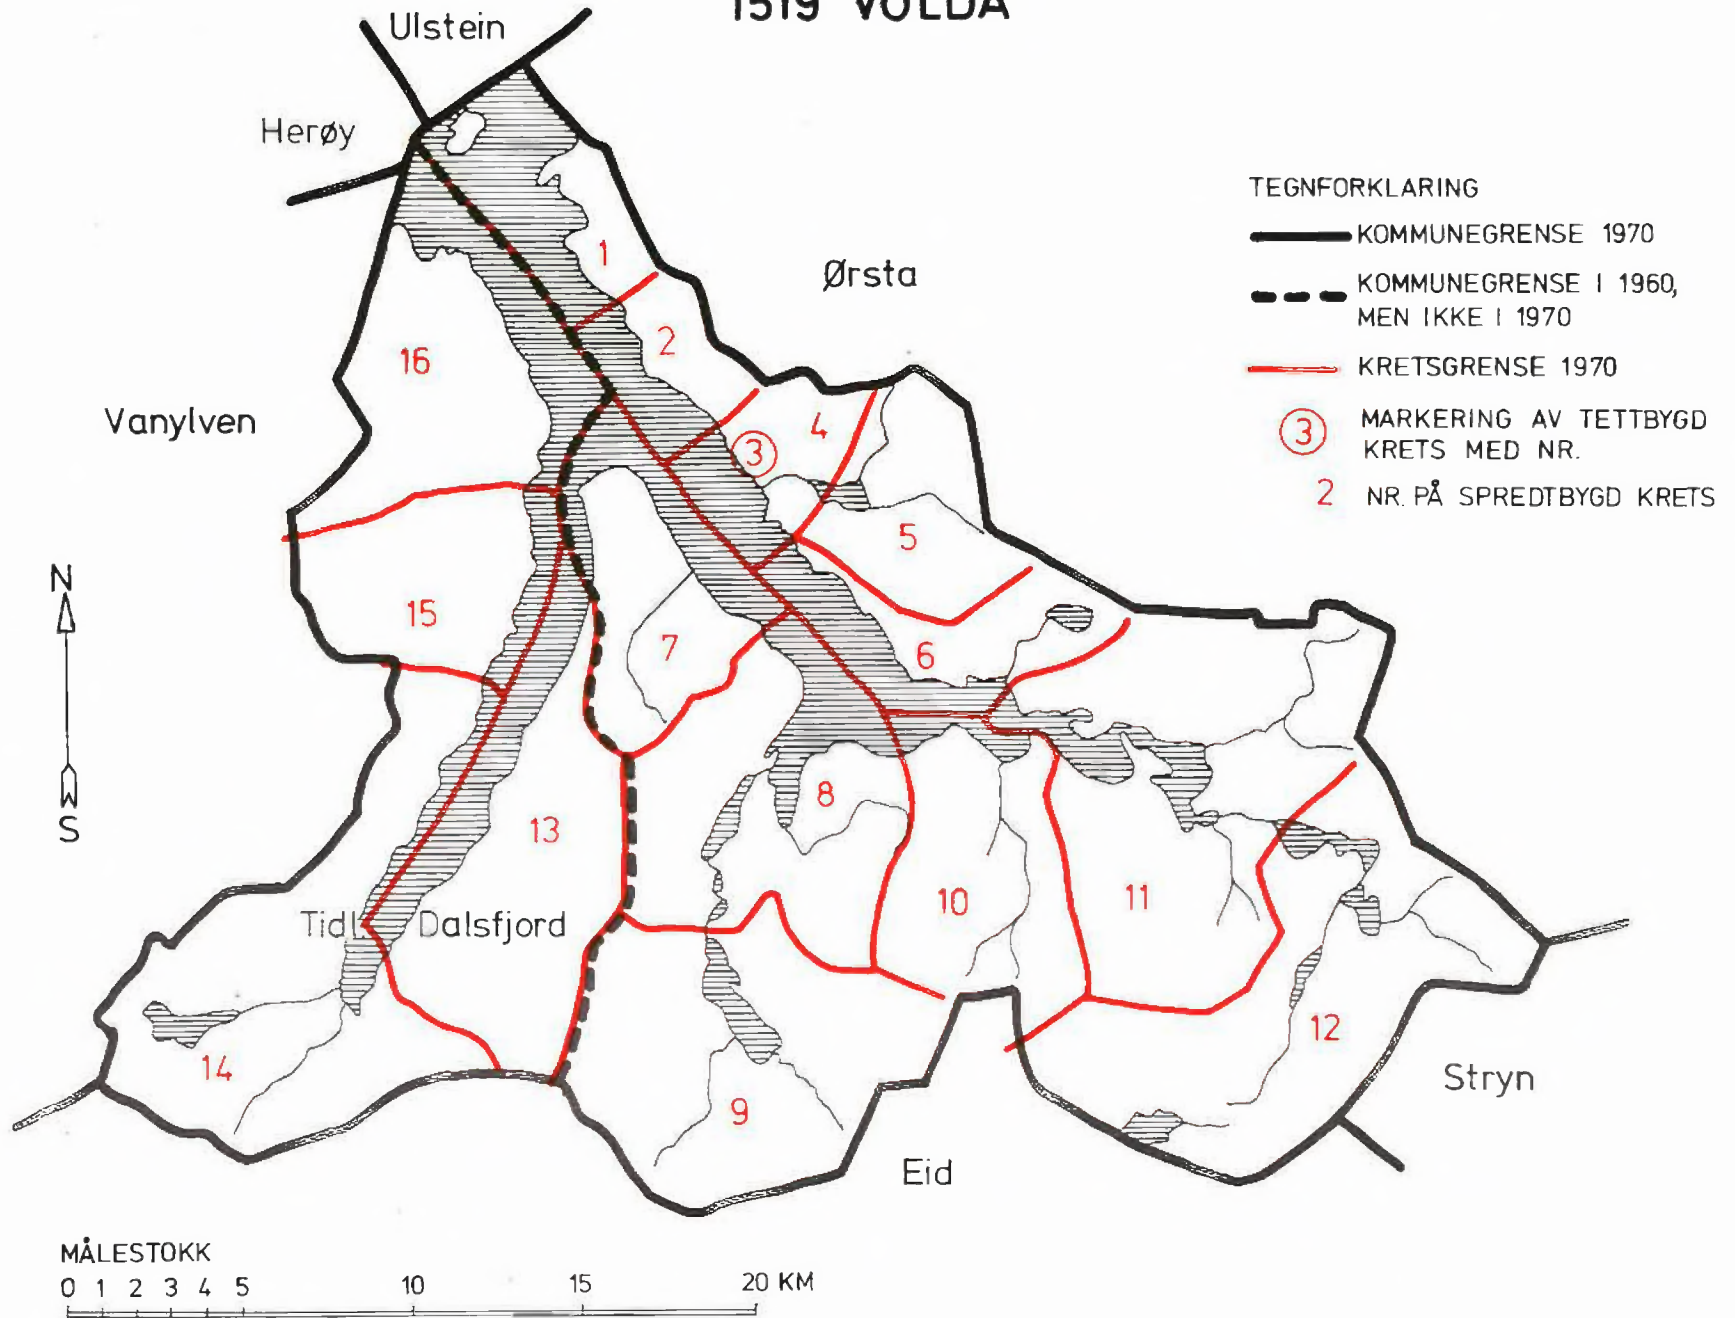 1519 VOLDA
Ulstein
Herøy
Ørsta
Vanylven
TEGNFORKLARING
KOMMUNEGRENSE 1970
KOMMUNEGRENSE I 1960,
MEN IKKE I 1970
KRETSGRENSE 1970
3 MARKERING AV TETTBYGD
KRETS MED NR.
2 NR. PÅ SPREDTBYGD KRETS
1
2
16
4
3
5
15
7
6
N
S
8
13
10
11
Tidl. Dalsfjord
12
14
9
Stryn
Eid
MÅLESTOKK
0 1 2 3 4 5 10 15 20 KM